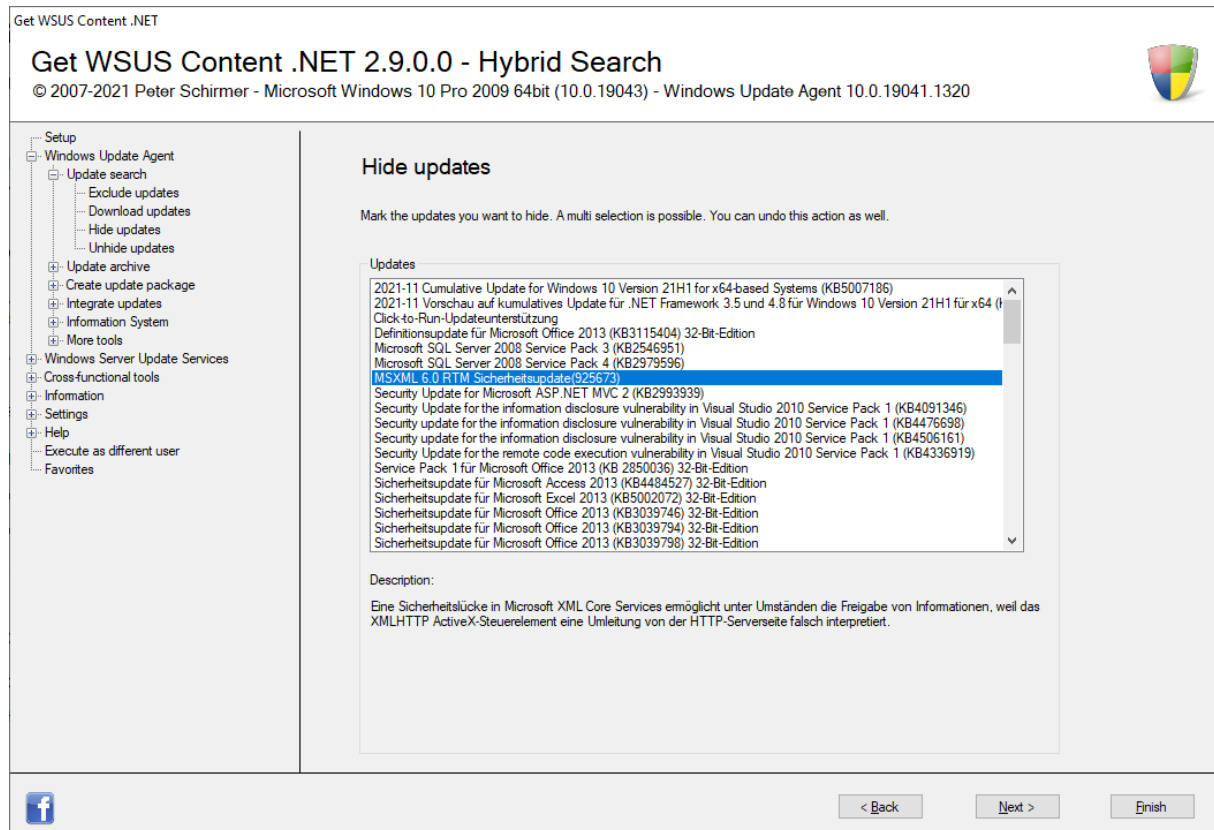 Get WSUS Content .NET
Get WSUS Content .NET 2.9.0.0 - Hybrid Search
© 2007-2021 Peter Schirmer - Microsoft Windows 10 Pro 2009 64bit (10.0.19043) - Windows Update Agent 10.0.19041.1320
Setup
Windows Update Agent
Update search
Exclude updates
Download updates
Hide updates
Unhide updates
Update archive
Create update package
Integrate updates
Information System
More tools
Windows Server Update Services
Cross-functional tools
Information
Settings
Help
Execute as different user
Favorites
Hide updates
Mark the updates you want to hide. A multi selection is possible. You can undo this action as well.
Updates
2021-11 Cumulative Update for Windows 10 Version 21H1 for x64-based Systems (KB5007186)
2021-11 Vorschau auf kumulatives Update für .NET Framework 3.5 und 4.8 für Windows 10 Version 21H1 für x64
Click-to-Run-Updateunterstützung
Definitionsupdate für Microsoft Office 2013 (KB3115404) 32-Bit-Edition
Microsoft SQL Server 2008 Service Pack 3 (KB2546951)
Microsoft SQL Server 2008 Service Pack 4 (KB2979596)
MSXML 6.0 RTM Sicherheitsupdate(925673)
Security Update for Microsoft ASP.NET MVC 2 (KB2993939)
Security Update for the information disclosure vulnerability in Visual Studio 2010 Service Pack 1 (KB4091346)
Security update for the information disclosure vulnerability in Visual Studio 2010 Service Pack 1 (KB4476698)
Security update for the information disclosure vulnerability in Visual Studio 2010 Service Pack 1 (KB4506161)
Security Update for the remote code execution vulnerability in Visual Studio 2010 Service Pack 1 (KB4336919)
Service Pack 1 für Microsoft Office 2013 (KB 2850036) 32-Bit-Edition
Sicherheitsupdate für Microsoft Access 2013 (KB4484527) 32-Bit-Edition
Sicherheitsupdate für Microsoft Excel 2013 (KB5002072) 32-Bit-Edition
Sicherheitsupdate für Microsoft Office 2013 (KB3039746) 32-Bit-Edition
Sicherheitsupdate für Microsoft Office 2013 (KB3039794) 32-Bit-Edition
Sicherheitsupdate für Microsoft Office 2013 (KB3039798) 32-Bit-Edition
Description:
Eine Sicherheitslücke in Microsoft XML Core Services ermöglicht unter Umständen die Freigabe von Informationen, weil das
XMLHTTP ActiveX-Steuerelement eine Umleitung von der HTTP-Serverseite falsch interpretiert.
f
< Back
Next >
Finish